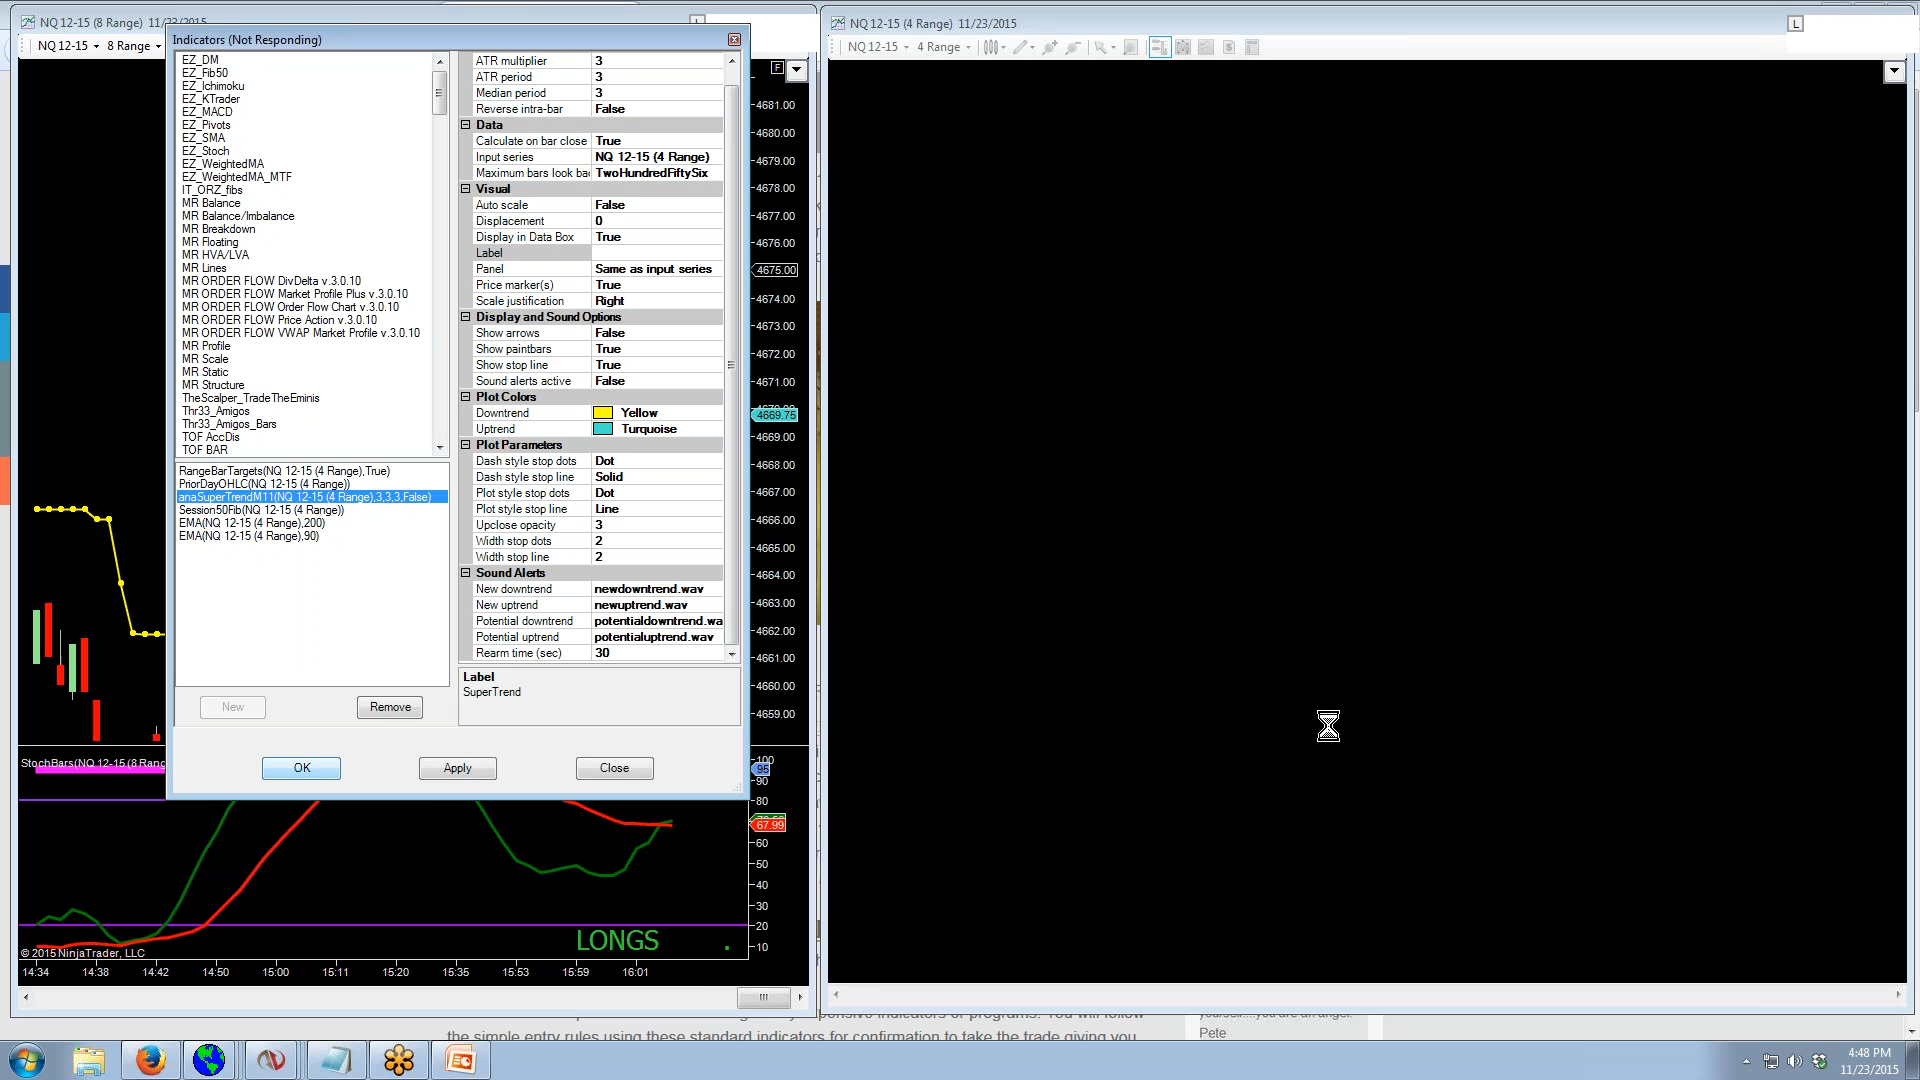 NQ 12-15 (8 Range) 11/23/2015
NQ 12-15
8 Range
Indicators (Not Responding)
EZ_DM
EZ_Fib50
EZ_Ichimoku
EZ_KTrader
EZ_MACD
EZ_Pivots
EZ_SMA
EZ_Stoch
EZ_WeightedMA
EZ_WeightedMA_MTF
IT_ORZ_fibs
MR Balance
MR Balance/Imbalance
MR Breakdown
MR Floating
MR HVA/LVA
MR Lines
MR ORDER FLOW DivDelta v.3.0.10
MR ORDER FLOW Market Profile Plus v.3.0.10
MR ORDER FLOW Order Flow Chart v.3.0.10
MR ORDER FLOW Price Action v.3.0.10
MR ORDER FLOW VWAP Market Profile v.3.0.10
MR Profile
MR Scale
MR Static
MR Structure
TheScalper_TradeTheEminis
Thr33_Amigos
Thr33_Amigos_Bars
TOF AccDis
TOF BAR
RangeBarTargets(NQ 12-15 (4 Range),True)
PriorDayOHLC(NQ 12-15 (4 Range))
anaSuperTrendM11(NQ 12-15 (4 Range),3,3,3,False)
Session50Fib(NQ 12-15 (4 Range))
EMA(NQ 12-15 (4 Range),200)
EMA(NQ 12-15 (4 Range),90)
New
Remove
OK
Apply
Close
ATR multiplier 3
ATR period 3
Median period 3
Reverse intra-bar False
Data
Calculate on bar close True
Input series NQ 12-15 (4 Range)
Maximum bars look bac TwoHundredFiftySix
Visual
Auto scale False
Displacement 0
Display in Data Box True
Label
Panel Same as input series
Price marker(s) True
Scale justification Right
Display and Sound Options
Show arrows False
Show paintbars True
Show stop line True
Sound alerts active False
Plot Colors
Downtrend Yellow
Uptrend Turquoise
Plot Parameters
Dash style stop dots Dot
Dash style stop line Solid
Plot style stop dots Dot
Plot style stop line Line
Upclose opacity 3
Width stop dots 2
Width stop line 2
Sound Alerts
New downtrend newdowntrend.wav
New uptrend newuptrend.wav
Potential downtrend potentialdowntrend.wa
Potential uptrend potentialuptrend.wav
Rearm time (sec) 30
Label
SuperTrend
F
4681.00
4680.00
4679.00
4678.00
4677.00
4676.00
4675.00
4674.00
4673.00
4672.00
4671.00
4669.75
4669.00
4668.00
4667.00
4666.00
4665.00
4664.00
4663.00
4662.00
4661.00
4660.00
4659.00
StochBars(NQ 12-15 (8 Rang
100
95
90
80
67.99
60
50
40
30
20
10
LONGS .
© 2015 NinjaTrader, LLC
14:34 14:38 14:42 14:50 15:00 15:11 15:20 15:35 15:53 15:59 16:01
NQ 12-15 (4 Range) 11/23/2015
L
NQ 12-15
4 Range
the simple entry rules using these standard indicators for confirmation to take the trade giving you
Pete
4:48 PM
11/23/2015